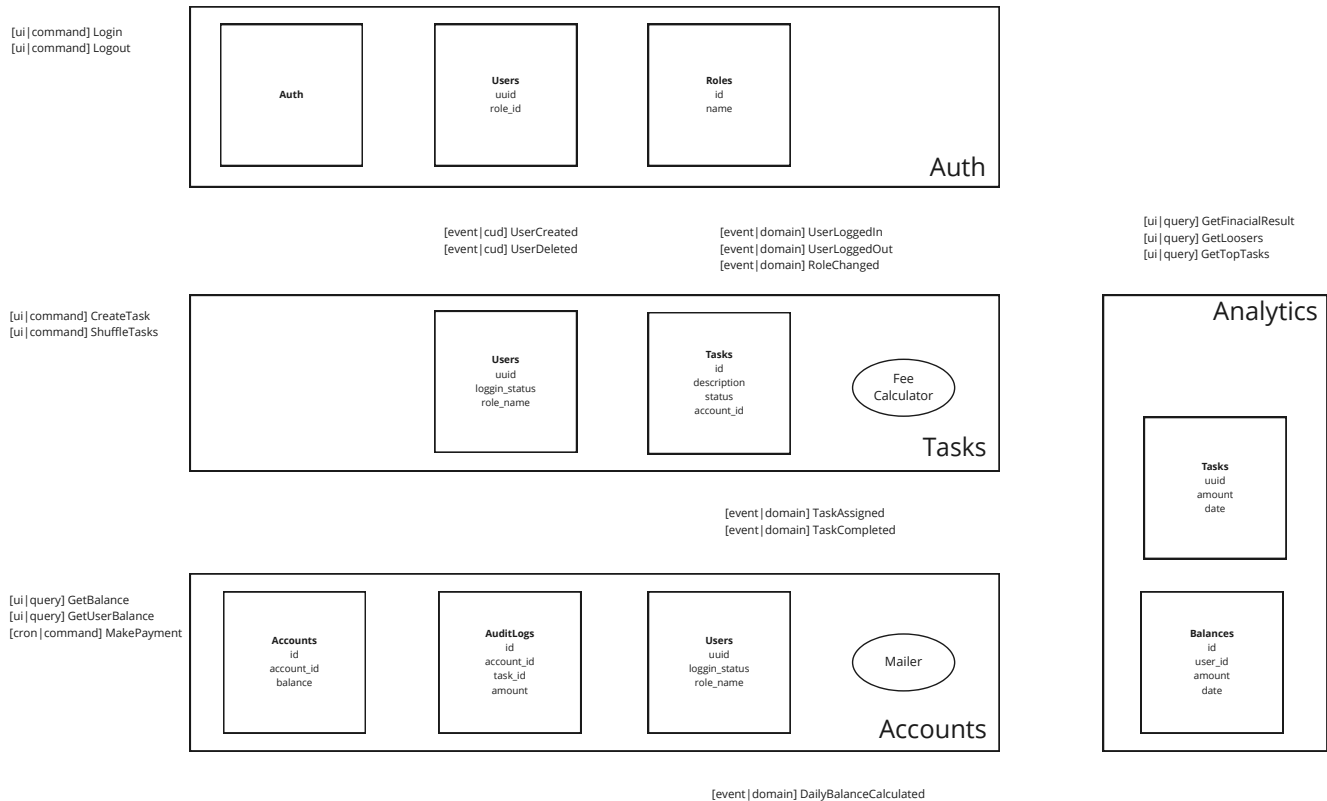 [ui|command] Login
[ui|command] Logout
Auth
Users
uuid
role_id
Roles
id
name
Auth
[event|cud] UserCreated
[event|cud] UserDeleted
[event|domain] UserLoggedIn
[event|domain] UserLoggedOut
[event|domain] RoleChanged
[ui|query] GetFinacialResult
[ui|query] GetLoosers
[ui|query] GetTopTasks
[ui|command] CreateTask
[ui|command] ShuffleTasks
Users
uuid
loggin_status
role_name
Tasks
id
description
status
account_id
Fee
Calculator
Tasks
Analytics
Tasks
uuid
amount
date
Balances
id
user_id
amount
date
[event|domain] TaskAssigned
[event|domain] TaskCompleted
[ui|query] GetBalance
[ui|query] GetUserBalance
[cron|command] MakePayment
Accounts
id
account_id
balance
AuditLogs
id
account_id
task_id
amount
Users
uuid
loggin_status
role_name
Mailer
Accounts
[event|domain] DailyBalanceCalculated